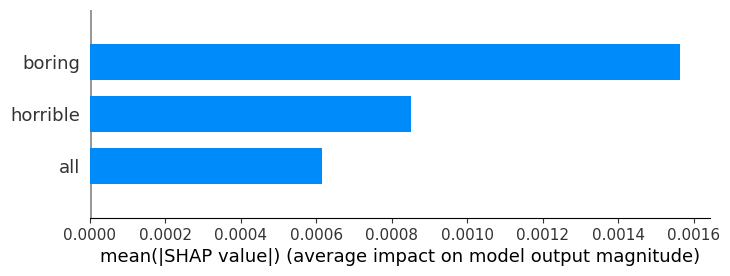 boring
horrible
all
0.0000 0.0002 0.0004 0.0006 0.0008 0.0010 0.0012 0.0014 0.0016
mean(|SHAP value|) (average impact on model output magnitude)